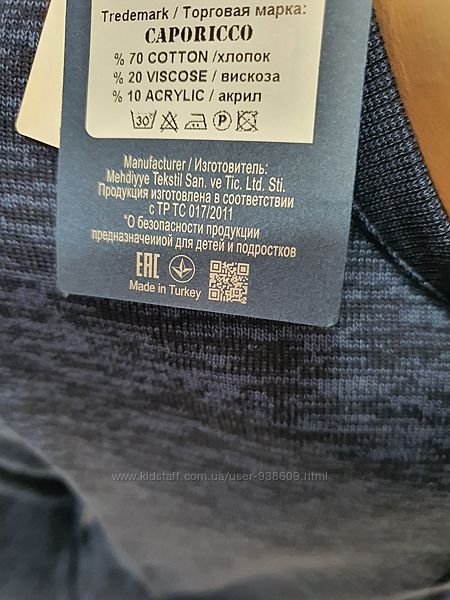 Tredemark / Торговая марка:
CAPORICCO
% 70 COTTON /хлопок
% 20 VISCOSE / вискоза
% 10 ACRYLIC / акрил
30°
P
Manufacturer / Изготовитель:
Mehdiyye Tekstil San. ve Tic. Ltd. Sti.
Продукция изготовлена в соответствии
с ТР ТС 017/2011
"О безопасности продукции
предназначенииой для детей и подростков
EAC
Made in Turkey
www.kidstaff.com.ua/user-938609.html